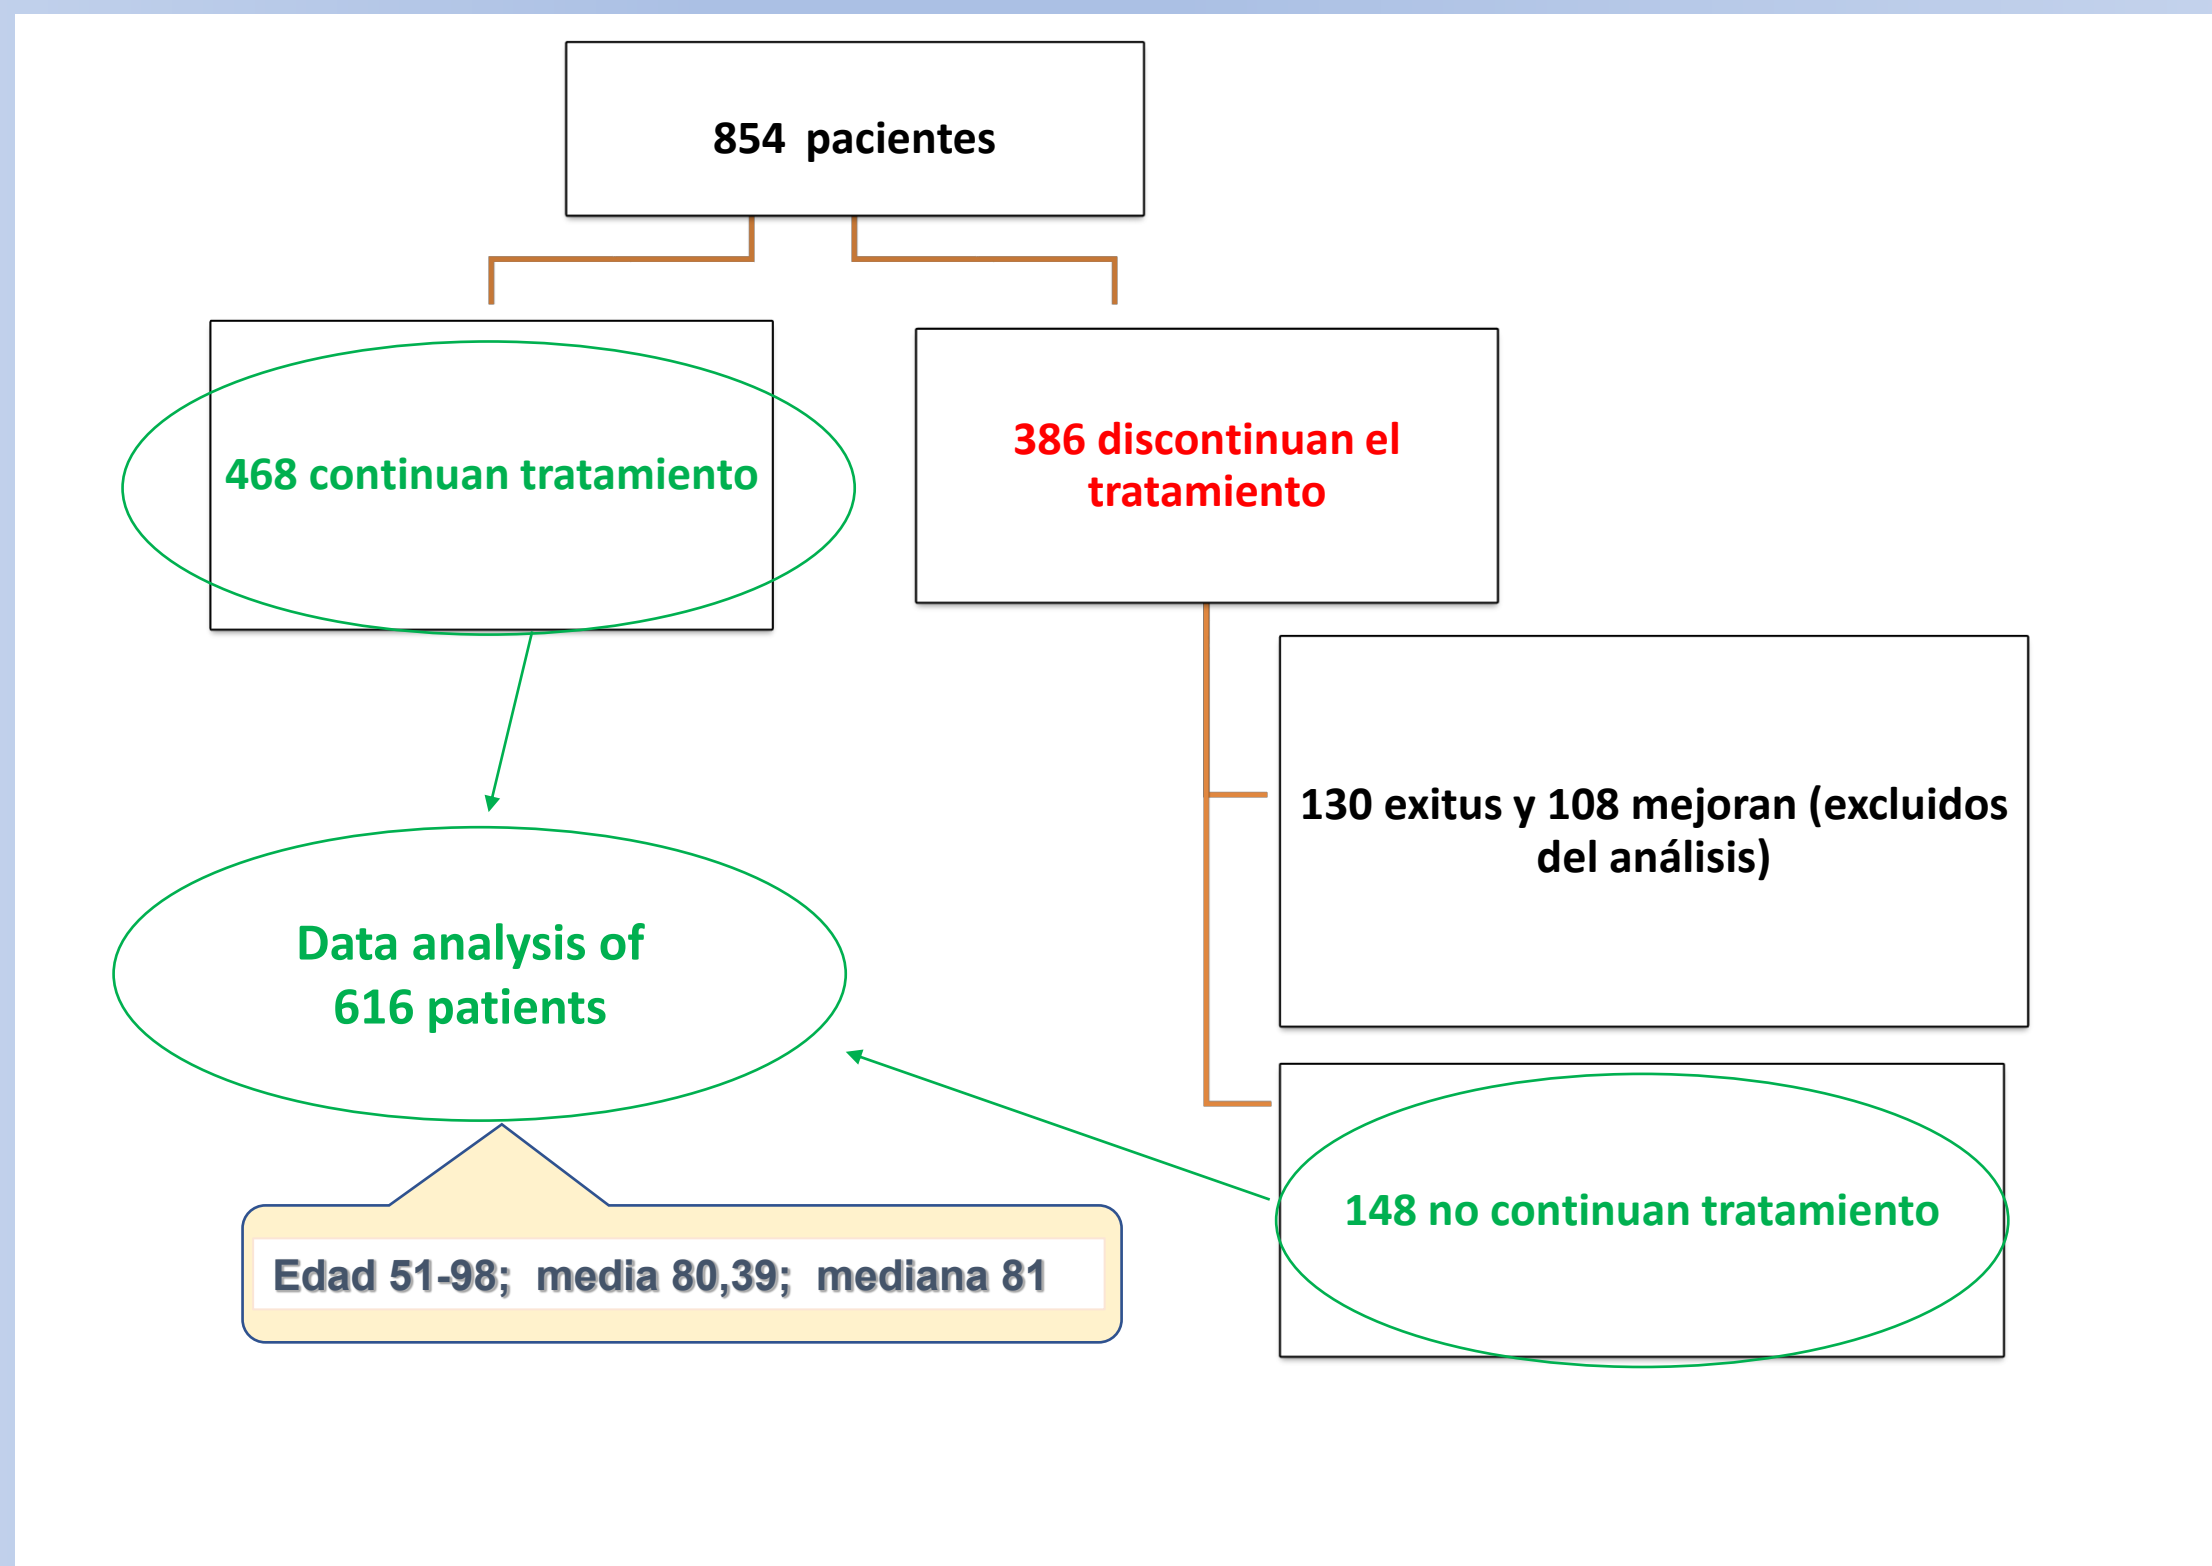 854 pacientes
468 continuan tratamiento
386 discontinuan el
tratamiento
130 exitus y 108 mejoran (excluidos
del análisis)
Data analysis of
616 patients
148 no continuan tratamiento
Edad 51-98; media 80,39; mediana 81